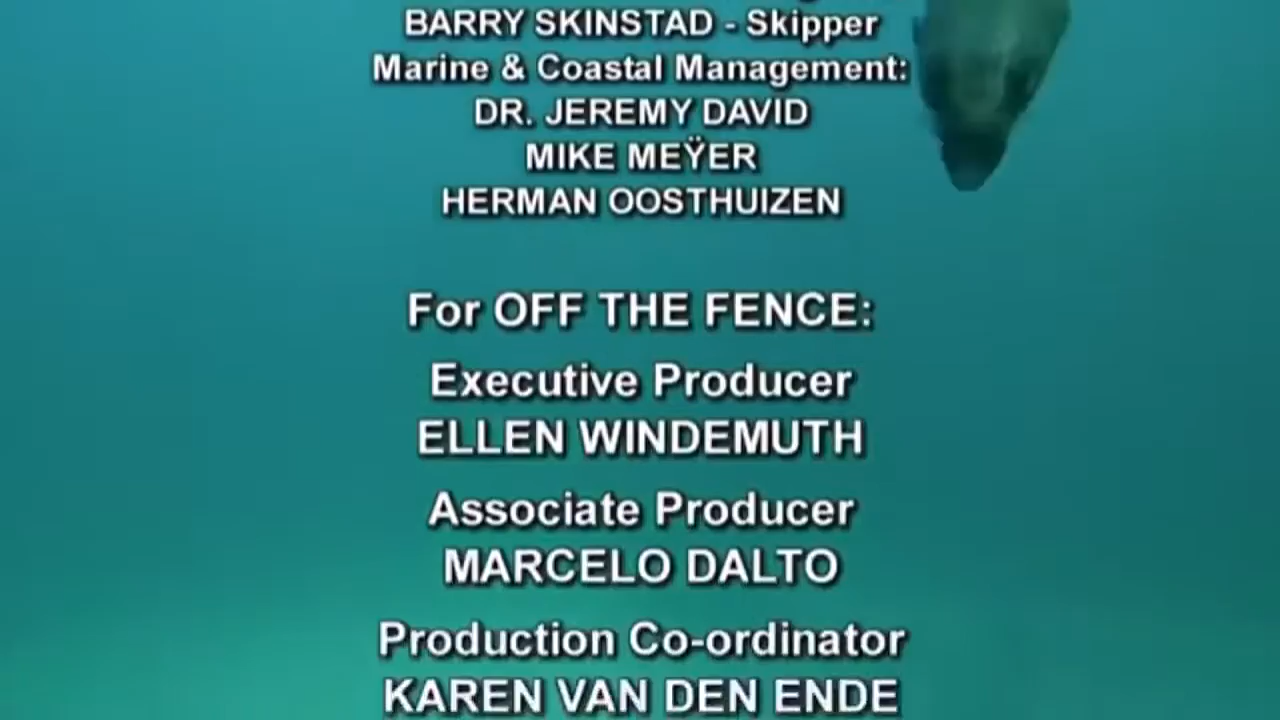 BARRY SKINSTAD - Skipper
Marine & Coastal Management:
DR. JEREMY DAVID
MIKE MEŸER
HERMAN OOSTHUIZEN
For OFF THE FENCE:
Executive Producer
ELLEN WINDEMUTH
Associate Producer
MARCELO DALTO
Production Co-ordinator
KAREN VAN DEN ENDE